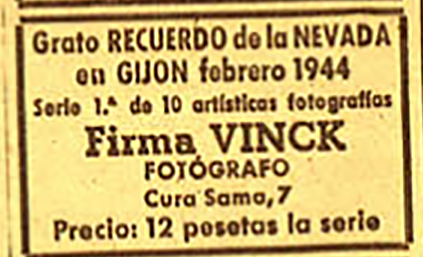 Grato RECUERDO de la NEVADA
en GIJON febrero 1944
Serie 1.ª de 10 artísticas fotografías
Firma VINCK
FOTÓGRAFO
Cura Sama, 7
Precio: 12 pesetas la serie